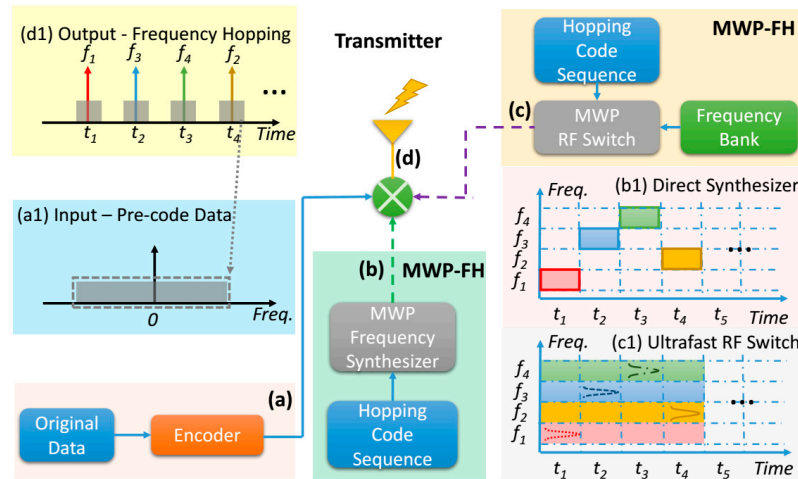 (d1) Output - Frequency Hopping
f1 f3 f4 f2
...
t1 t2 t3 t4 Time
Transmitter
(d)
MWP-FH
Hopping
Code
Sequence
(c)
MWP
RF Switch
Frequency
Bank
(a1) Input – Pre-code Data
0
Freq.
(b)
MWP-FH
MWP
Frequency
Synthesizer
Hopping
Code
Sequence
(a)
Original
Data
Encoder
(b1) Direct Synthesizer
Freq.
f4
f3
f2
f1
...
t1 t2 t3 t4 t5 Time
(c1) Ultrafast RF Switch
Freq.
f4
f3
f2
f1
...
t1 t2 t3 t4 t5 Time